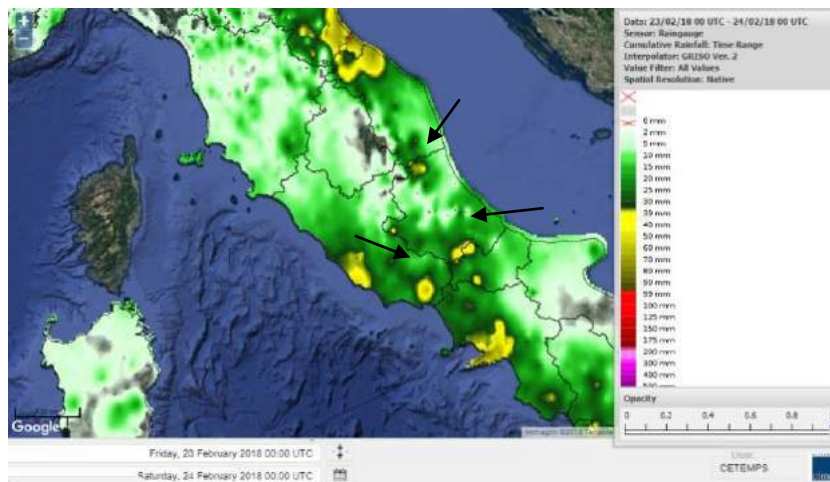 +
−
Data: 23/02/18 00 UTC - 24/02/18 00 UTC
Sensor: Raingauge
Cumulative Rainfall: Time Range
Interpolator: GRISO Ver. 2
Value Filter: All Values
Spatial Resolution: Native
0 mm
2 mm
5 mm
10 mm
15 mm
20 mm
25 mm
30 mm
39 mm
40 mm
50 mm
60 mm
70 mm
80 mm
90 mm
99 mm
100 mm
125 mm
150 mm
175 mm
200 mm
300 mm
400 mm
500 mm
Opacity
0 0.2 0.4 0.6 0.8
Google
Friday, 23 February 2018 00:00 UTC
Saturday, 24 February 2018 00:00 UTC
CETEMPS